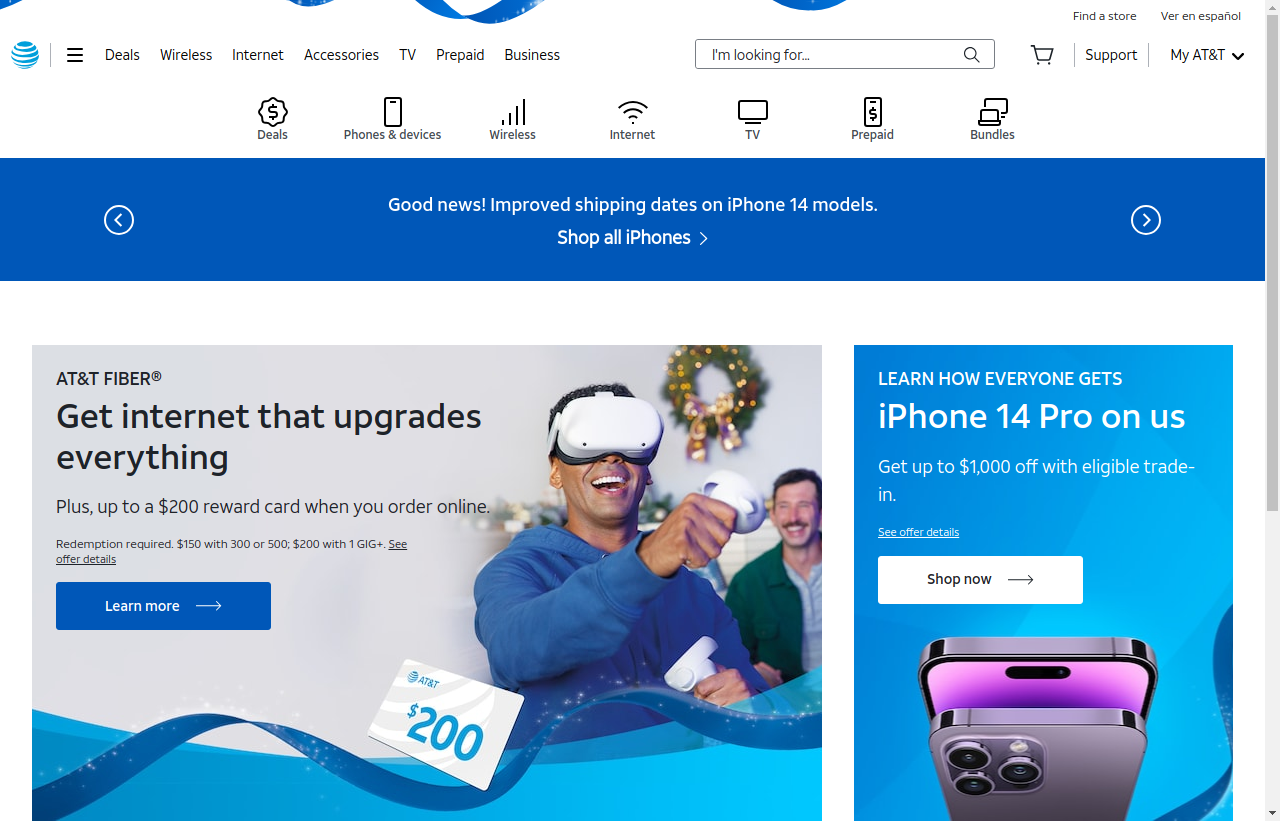 Find a store
Ver en español
Deals
Wireless
Internet
Accessories
TV
Prepaid
Business
I'm looking for...
Support
My AT&T
Deals
Phones & devices
Wireless
Internet
TV
Prepaid
Bundles
Good news! Improved shipping dates on iPhone 14 models.
Shop all iPhones
AT&T FIBER®
Get internet that upgrades
everything
Plus, up to a $200 reward card when you order online.
Redemption required. $150 with 300 or 500; $200 with 1 GIG+. See
offer details
Learn more
AT&T
$200
LEARN HOW EVERYONE GETS
iPhone 14 Pro on us
Get up to $1,000 off with eligible trade-
in.
See offer details
Shop now